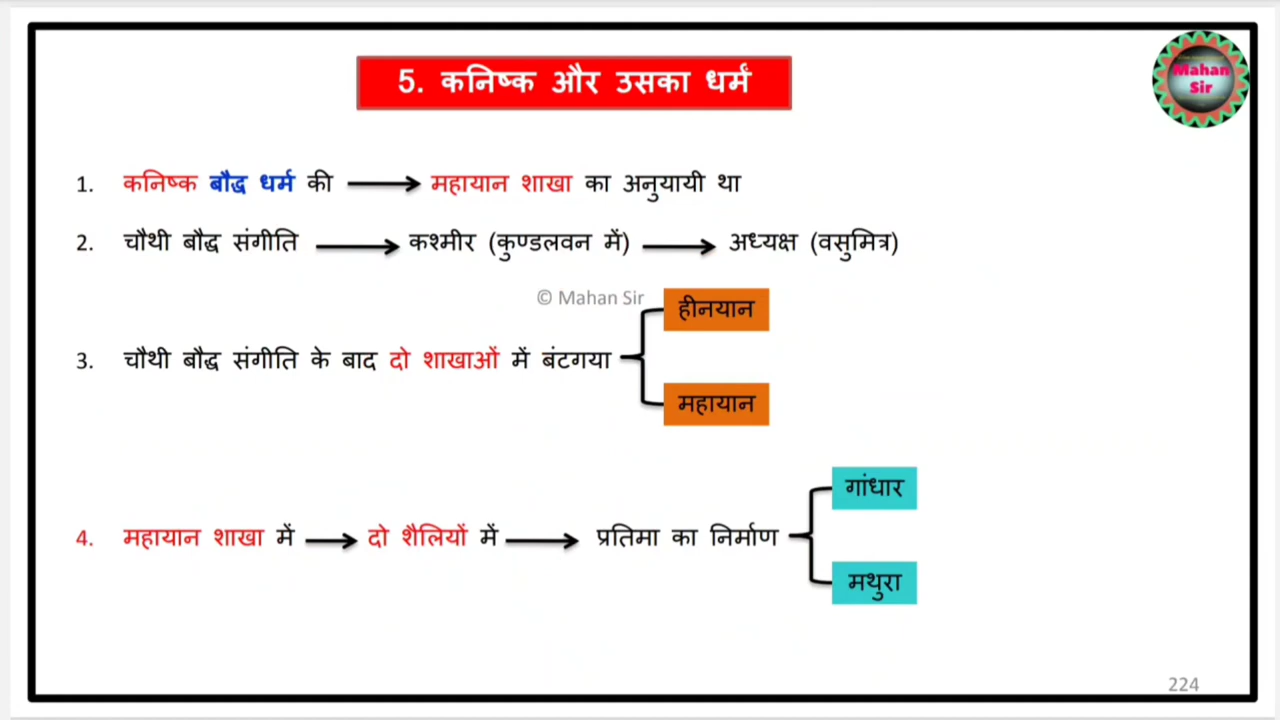 5. कनिष्क और उसका धर्मं
Mahan
Sir
1. कनिष्क बौद्ध धर्म की महायान शाखा का अनुयायी था
2. चौथी बौद्ध संगीति कश्मीर (कुण्डलवन में) अध्यक्ष (वसुमित्र)
© Mahan Sir
हीनयान
3. चौथी बौद्ध संगीति के बाद दो शाखाओं में बंटगया
महायान
गांधार
4. महायान शाखा में दो शैलियों में प्रतिमा का निर्माण
मथुरा
224